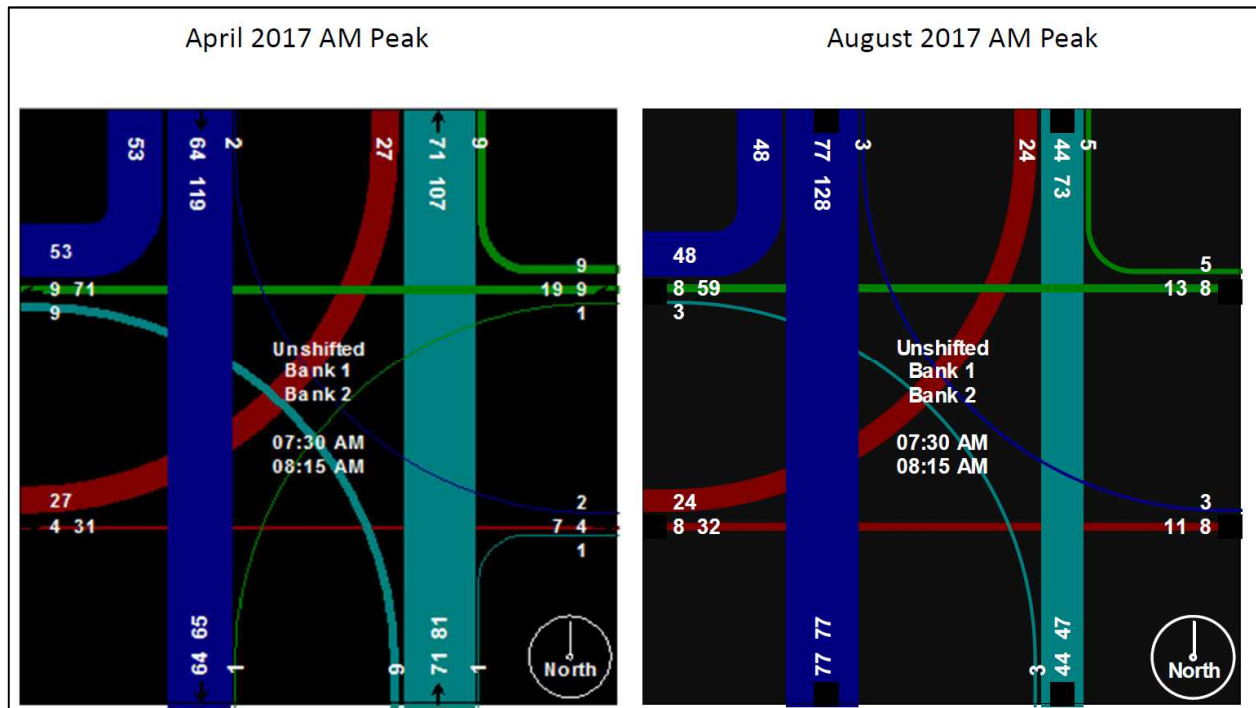 April 2017 AM Peak
53
64 119
2
27
71 107
9
53
9 71
9
9
19 9
1
Unshifted
Bank 1
Bank 2
07:30 AM
08:15 AM
27
4 31
2
7 4
1
64 65
1
9
71 81
1
North
August 2017 AM Peak
48
77 128
3
24
44 73
5
48
8 59
3
5
13 8
Unshifted
Bank 1
Bank 2
07:30 AM
08:15 AM
24
8 32
3
11 8
77 77
3
44 47
North